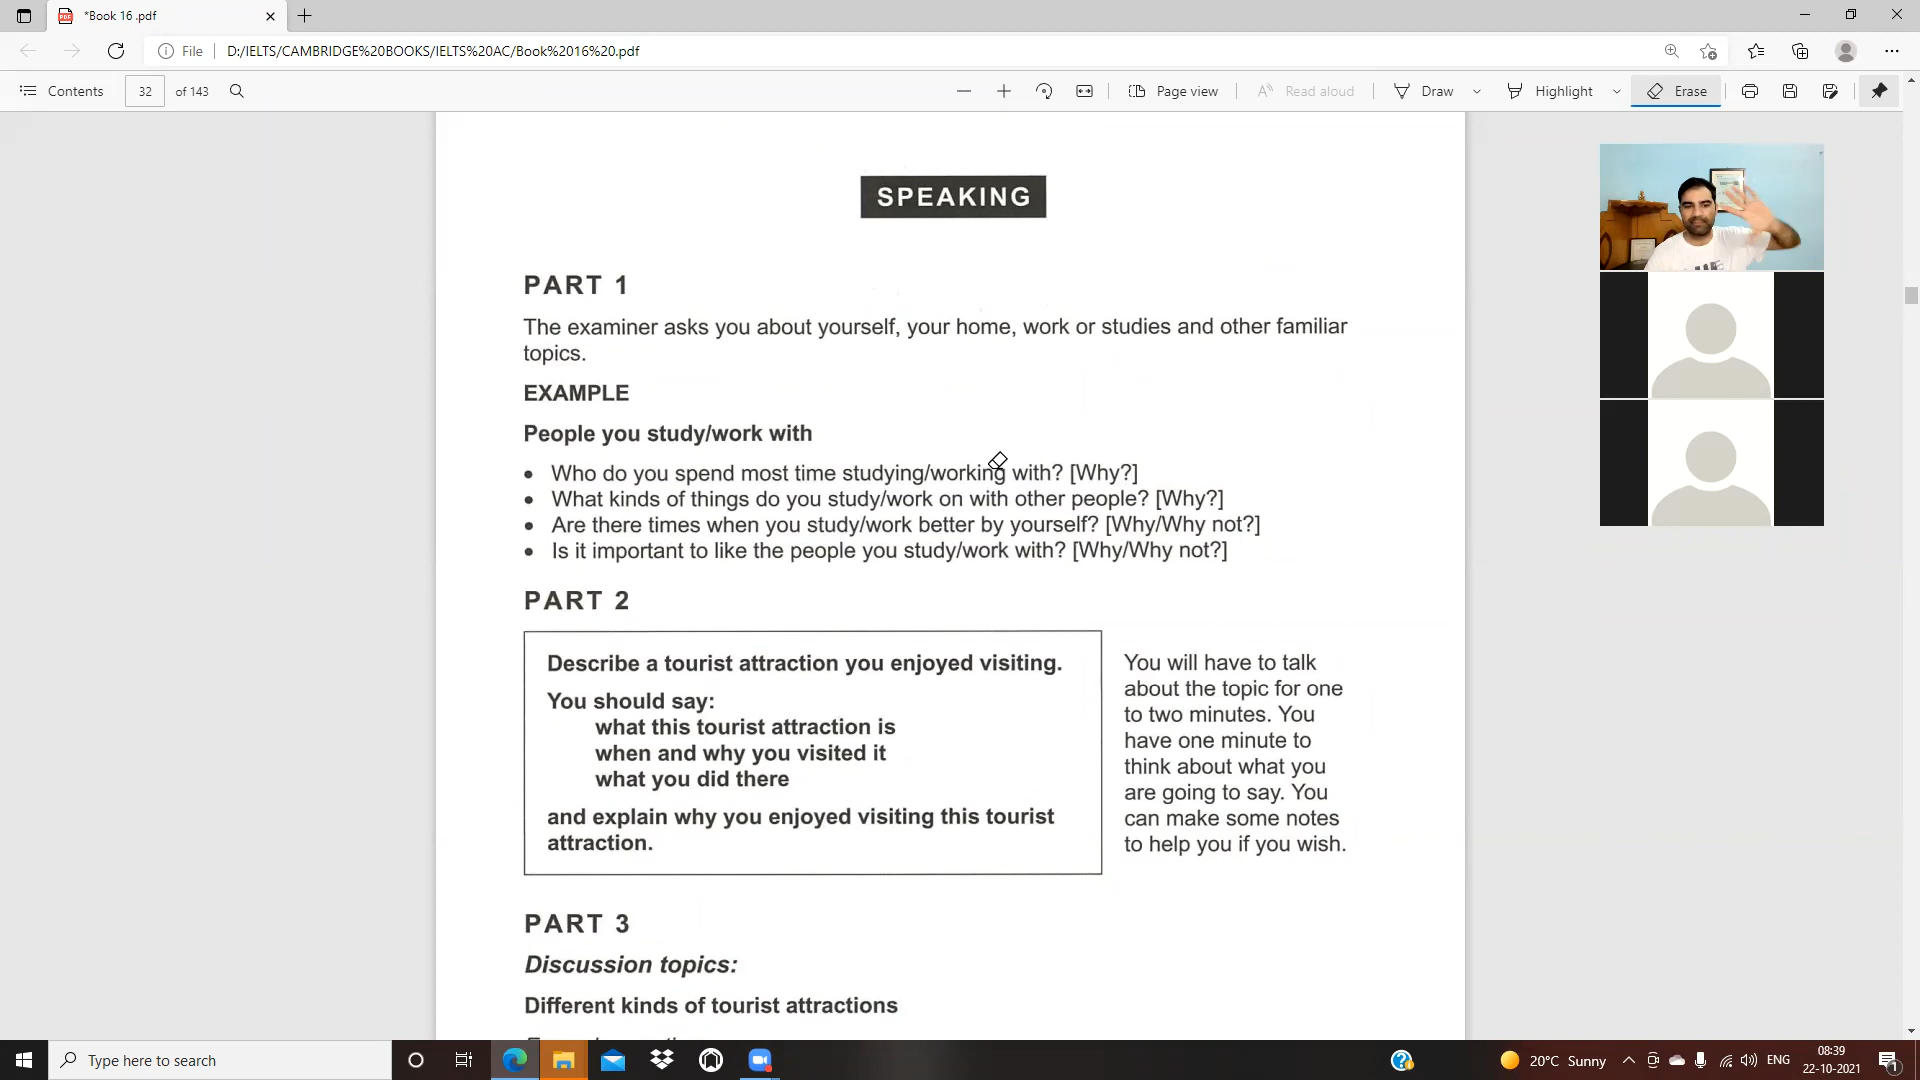 *Book 16 .pdf
File
D:/IELTS/CAMBRIDGE%20BOOKS/IELTS%20AC/Book%2016%20.pdf
Contents
32
of 143
Page view
Read aloud
Draw
Highlight
Erase
SPEAKING
PART 1
The examiner asks you about yourself, your home, work or studies and other familiar
topics.
EXAMPLE
People you study/work with
• Who do you spend most time studying/working with? [Why?]
• What kinds of things do you study/work on with other people? [Why?]
• Are there times when you study/work better by yourself? [Why/Why not?]
• Is it important to like the people you study/work with? [Why/Why not?]
PART 2
Describe a tourist attraction you enjoyed visiting.
You should say:
what this tourist attraction is
when and why you visited it
what you did there
and explain why you enjoyed visiting this tourist
attraction.
You will have to talk
about the topic for one
to two minutes. You
have one minute to
think about what you
are going to say. You
can make some notes
to help you if you wish.
PART 3
Discussion topics:
Different kinds of tourist attractions
Type here to search
20°C Sunny
ENG
08:39
22-10-2021
1